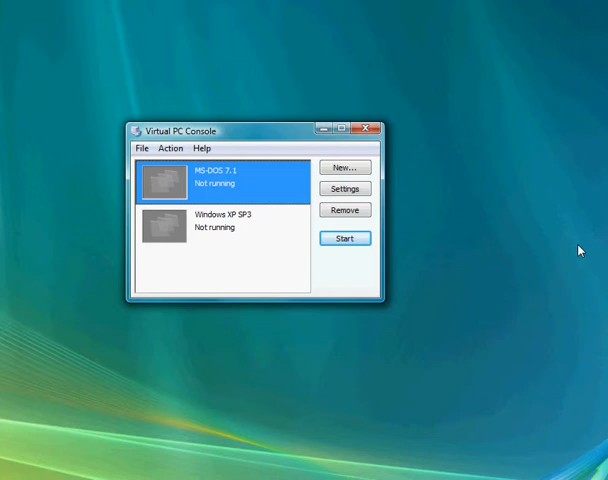 Virtual PC Console
File Action Help
MS-DOS 7.1
Not running
Windows XP SP3
Not running
New...
Settings
Remove
Start